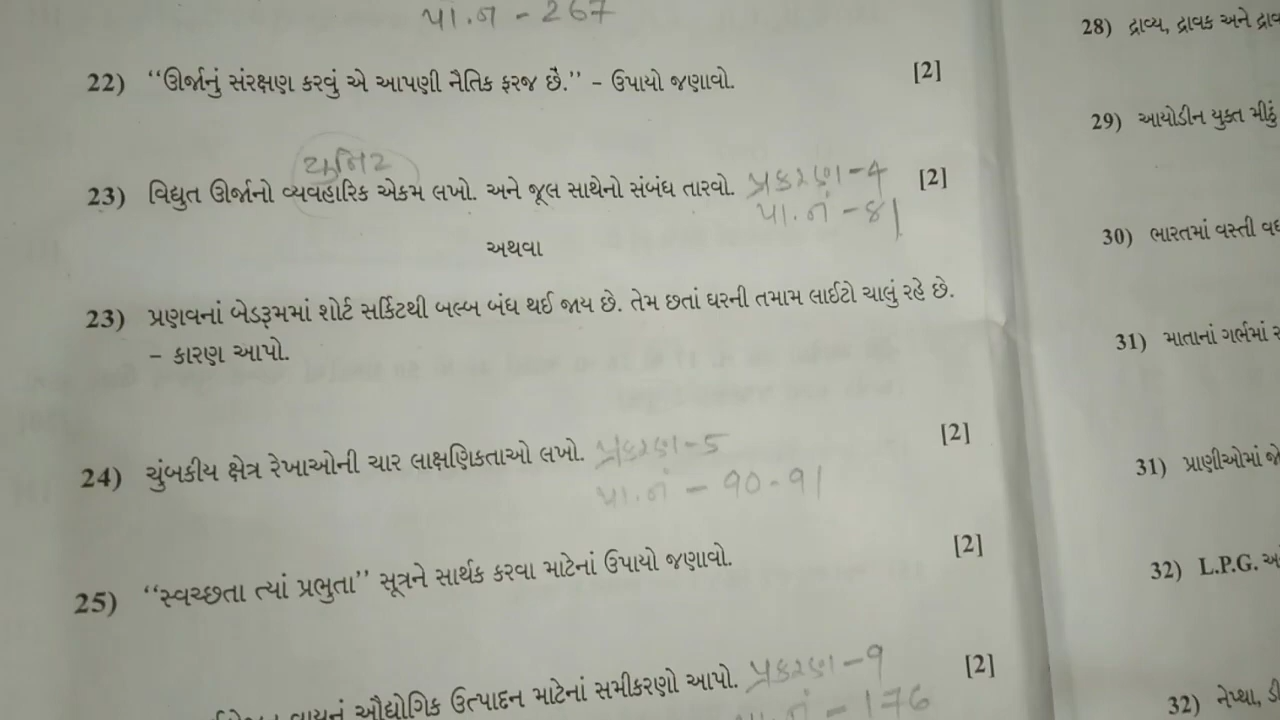 પા.ન - 267
22) "ઊર્જાનું સંરક્ષણ કરવું એ આપણી નૈતિક ફરજ છે." – ઉપાયો જણાવો. [2]
યુનિટ
23) વિદ્યુત ઊર્જાનો વ્યવહારિક એકમ લખો. અને જૂલ સાથેનો સંબંધ તારવો. પ્રકરણ-4 [2]
પા.નં - 81
અથવા
23) પ્રણવનાં બેડરૂમમાં શોર્ટ સર્કિટથી બલ્બ બંધ થઈ જાય છે. તેમ છતાં ઘરની તમામ લાઈટો ચાલું રહે છે.
– કારણ આપો.
24) ચુંબકીય ક્ષેત્ર રેખાઓની ચાર લાક્ષણિકતાઓ લખો. પ્રકરણ-5 [2]
પા.નં - 90-91
25) "સ્વચ્છતા ત્યાં પ્રભુતા" સૂત્રને સાર્થક કરવા માટેનાં ઉપાયો જણાવો. [2]
ઔદ્યોગિક ઉત્પાદન માટેનાં સમીકરણો આપો. પ્રકરણ-9 [2]
પા.નં - 176
28) દ્રાવ્ય, દ્રાવક અને
29) આયોડીન યુક્ત મીઠું
30) ભારતમાં વસ્તી
31) માતાનાં ગર્ભમાં
31) પ્રાણીઓમાં
32) L.P.G.
32) નેપ્થા,